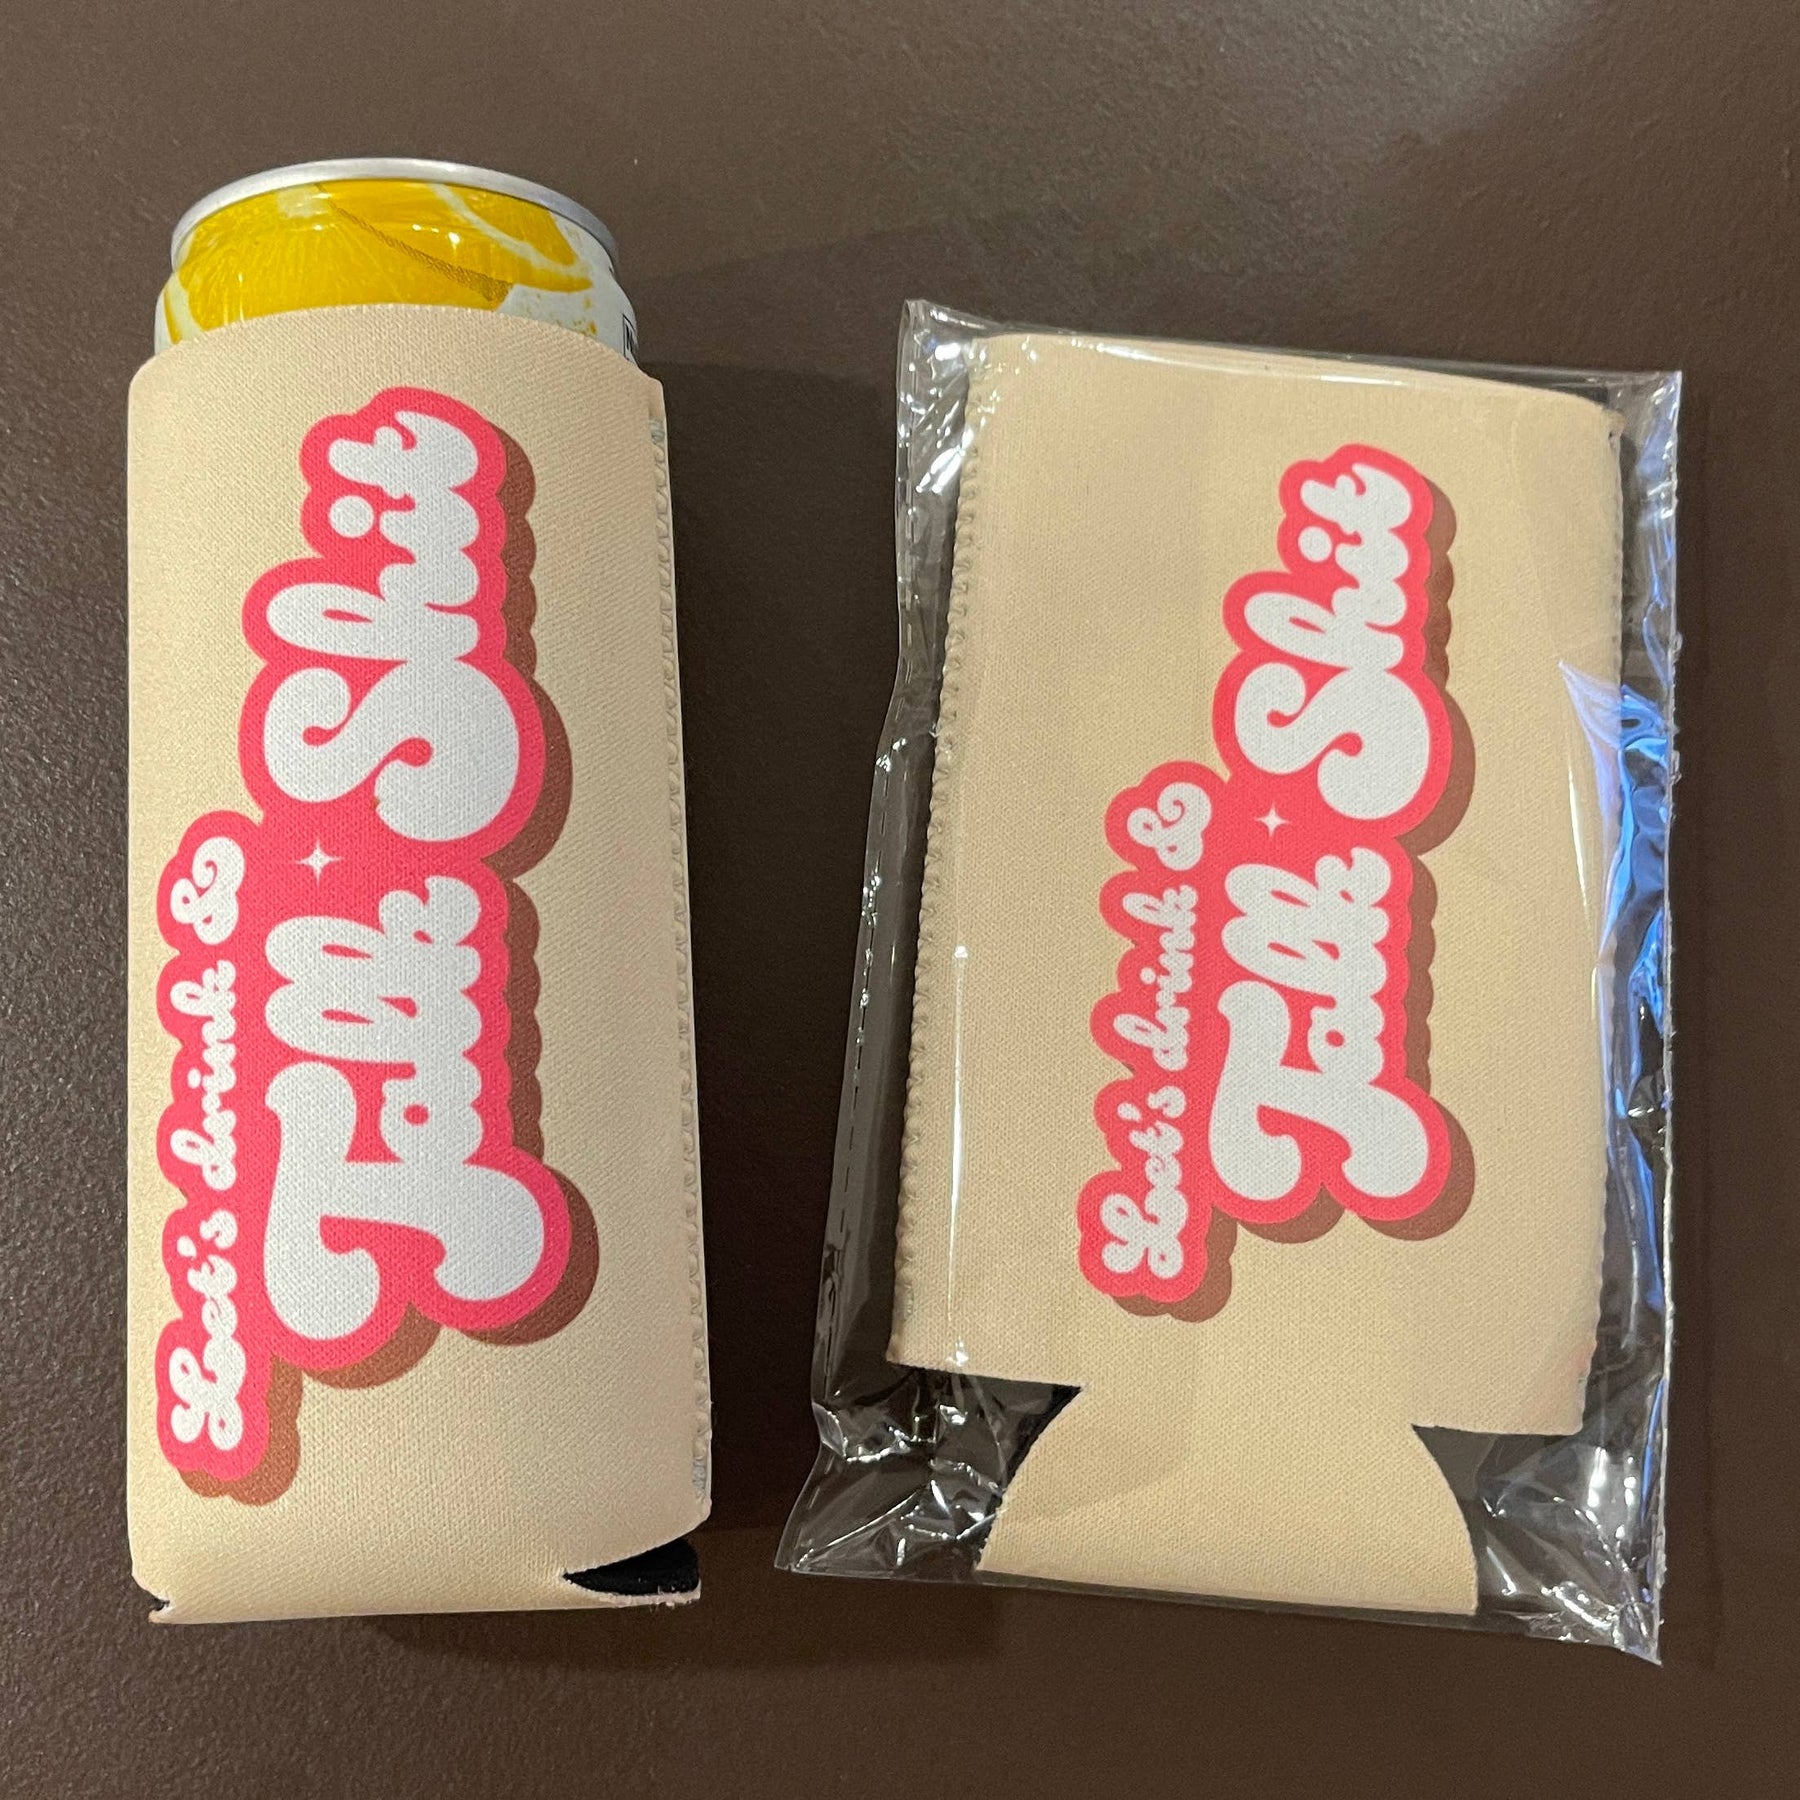 Let's drink &
Talk Shit
Let's drink &
Talk Shit